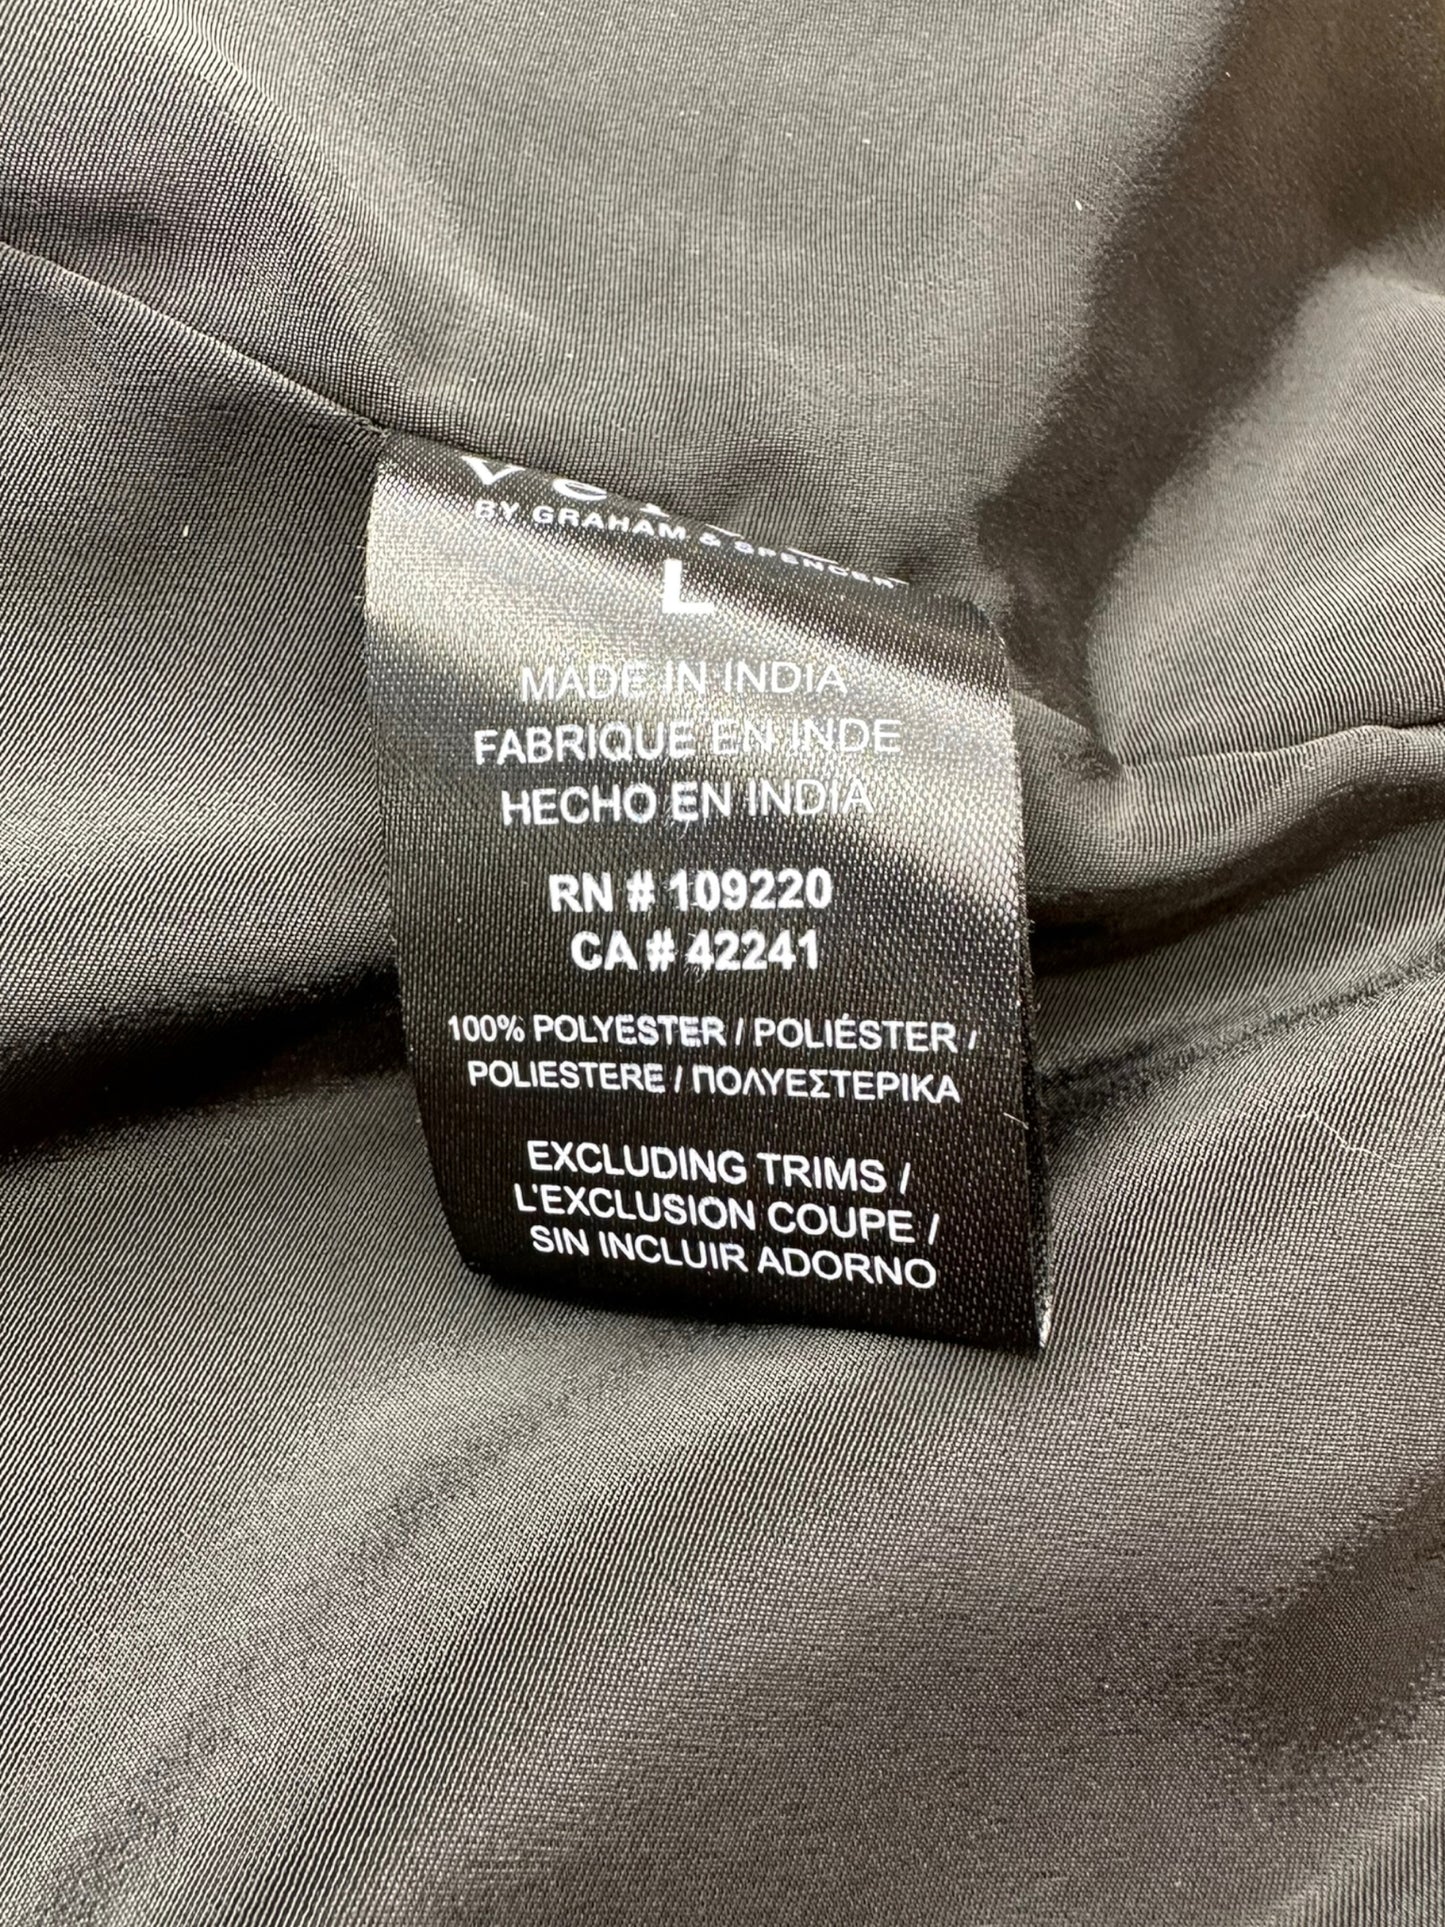 BY GRAHAM & SPENCER
L
MADE IN INDIA
FABRIQUE EN INDE
HECHO EN INDIA
RN # 109220
CA # 42241
100% POLYESTER / POLIÉSTER /
POLIESTERE / ΠΟΛΥΕΣΤΕΡΙΚΑ
EXCLUDING TRIMS /
L'EXCLUSION COUPE /
SIN INCLUIR ADORNO